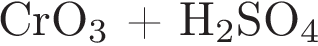 CrO₃ + H₂SO₄